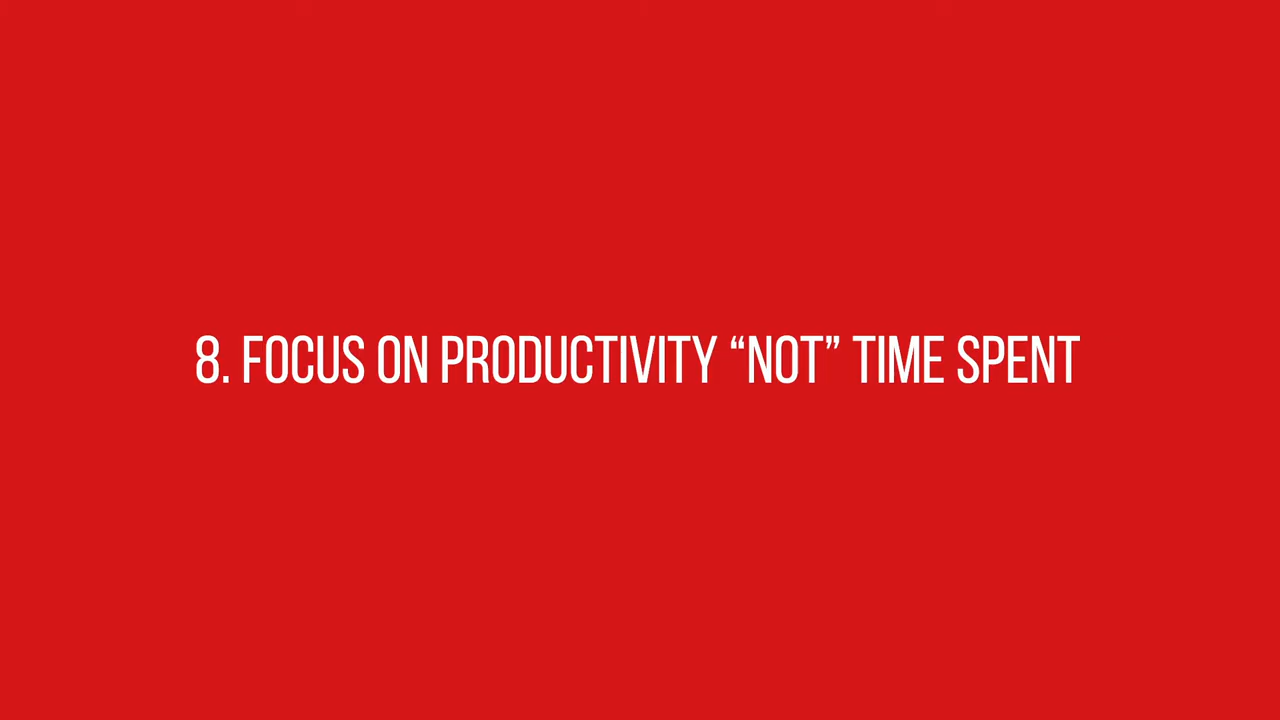 8. FOCUS ON PRODUCTIVITY “NOT” TIME SPENT